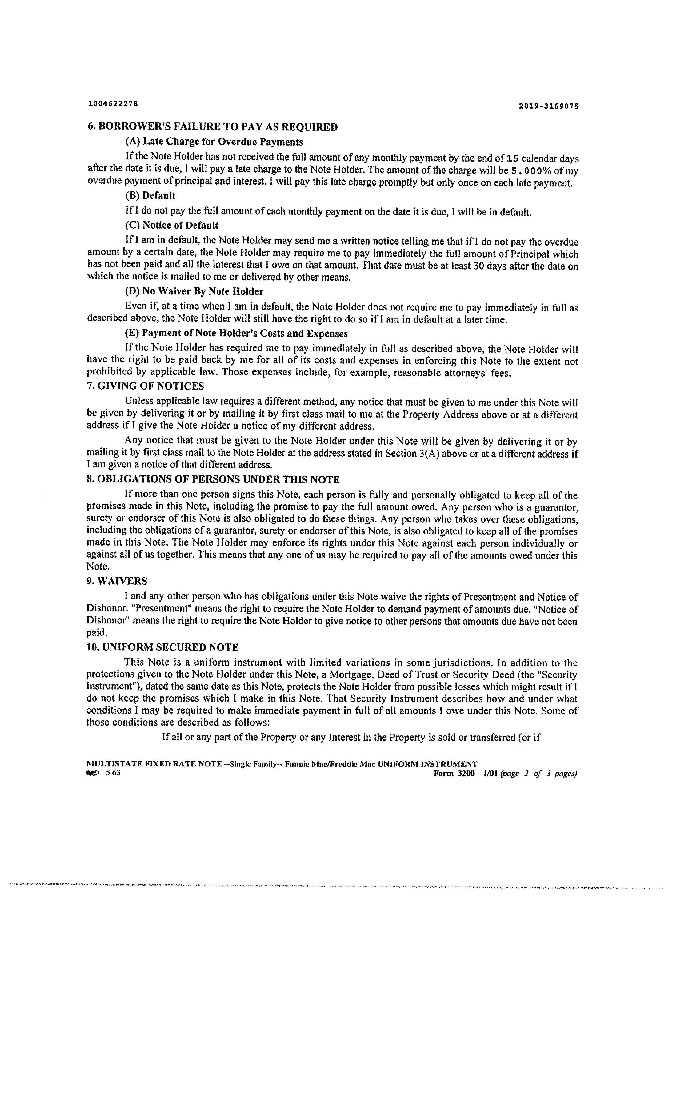 1004622278
2019-3169075
6. BORROWER'S FAILURE TO PAY AS REQUIRED
(A) Late Charge for Overdue Payments
If the Note Holder has not received the full amount of any monthly payment by the end of 15 calendar days
after the date it is due, I will pay a late charge to the Note Holder. The amount of the charge will be 5.000% of my
overdue payment of principal and interest. I will pay this late charge promptly but only once on each late payment.
(B) Default
If I do not pay the full amount of each monthly payment on the date it is due, I will be in default.
(C) Notice of Default
If I am in default, the Note Holder may send me a written notice telling me that if I do not pay the overdue
amount by a certain date, the Note Holder may require me to pay immediately the full amount of Principal which
has not been paid and all the interest that I owe on that amount. That date must be at least 30 days after the date on
which the notice is mailed to me or delivered by other means.
(D) No Waiver By Note Holder
Even if, at a time when I am in default, the Note Holder does not require me to pay immediately in full as
described above, the Note Holder will still have the right to do so if I am in default at a later time.
(E) Payment of Note Holder's Costs and Expenses
If the Note Holder has required me to pay immediately in full as described above, the Note Holder will
have the right to be paid back by me for all of its costs and expenses in enforcing this Note to the extent not
prohibited by applicable law. Those expenses include, for example, reasonable attorneys' fees.
7. GIVING OF NOTICES
Unless applicable law requires a different method, any notice that must be given to me under this Note will
be given by delivering it or by mailing it by first class mail to me at the Property Address above or at a different
address if I give the Note Holder a notice of my different address.
Any notice that must be given to the Note Holder under this Note will be given by delivering it or by
mailing it by first class mail to the Note Holder at the address stated in Section 3(A) above or at a different address if
I am given a notice of that different address.
8. OBLIGATIONS OF PERSONS UNDER THIS NOTE
If more than one person signs this Note, each person is fully and personally obligated to keep all of the
promises made in this Note, including the promise to pay the full amount owed. Any person who is a guarantor,
surety or endorser of this Note is also obligated to do these things. Any person who takes over these obligations,
including the obligations of a guarantor, surety or endorser of this Note, is also obligated to keep all of the promises
made in this Note. The Note Holder may enforce its rights under this Note against each person individually or
against all of us together. This means that any one of us may be required to pay all of the amounts owed under this
Note.
9. WAIVERS
I and any other person who has obligations under this Note waive the rights of Presentment and Notice of
Dishonor. "Presentment" means the right to require the Note Holder to demand payment of amounts due. "Notice of
Dishonor" means the right to require the Note Holder to give notice to other persons that amounts due have not been
paid.
10. UNIFORM SECURED NOTE
This Note is a uniform instrument with limited variations in some jurisdictions. In addition to the
protections given to the Note Holder under this Note, a Mortgage, Deed of Trust or Security Deed (the "Security
Instrument"), dated the same date as this Note, protects the Note Holder from possible losses which might result if I
do not keep the promises which I make in this Note. That Security Instrument describes how and under what
conditions I may be required to make immediate payment in full of all amounts I owe under this Note. Some of
those conditions are described as follows:
If all or any part of the Property or any Interest in the Property is sold or transferred (or if
MULTISTATE FIXED RATE NOTE--Single Family-- Fannie Mae/Freddie Mac UNIFORM INSTRUMENT
5.63 Form 3200 1/01 (page 2 of 3 pages)